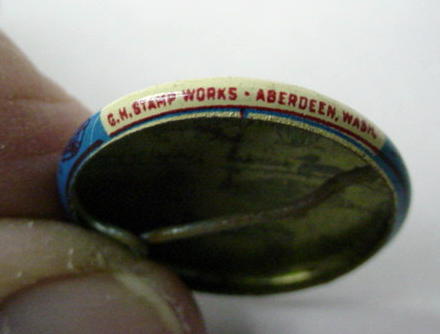 G.H. STAMP WORKS • ABERDEEN, WASH.